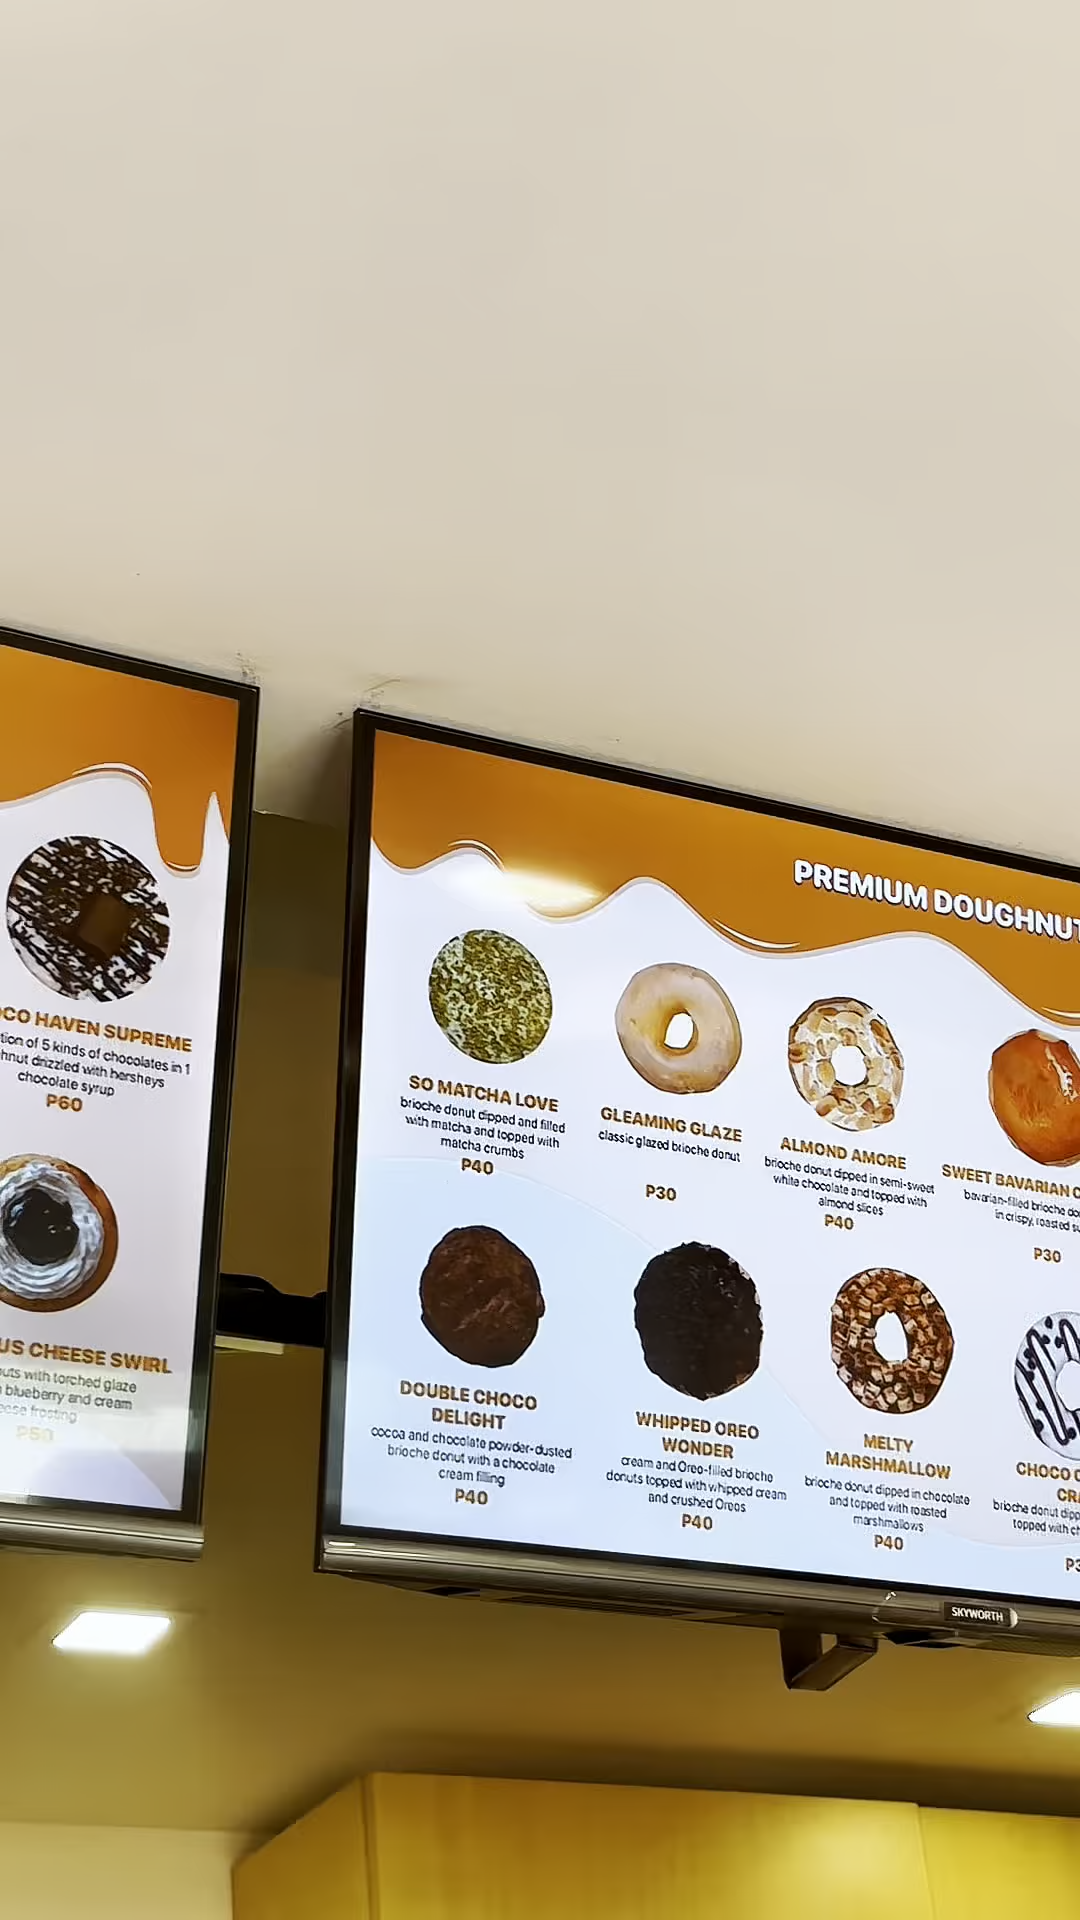 CO HAVEN SUPREME
tion of 5 kinds of chocolates in 1
hnut drizzled with hersheys
chocolate syrup
P60
US CHEESE SWIRL
uts with torched glaze
blueberry and cream
ese frosting
P50
PREMIUM DOUGHNUT
SO MATCHA LOVE
brioche donut dipped and filled
with matcha and topped with
matcha crumbs
P40
GLEAMING GLAZE
classic glazed brioche donut
P30
ALMOND AMORE
brioche donut dipped in semi-sweet
white chocolate and topped with
almond slices
P40
SWEET BAVARIAN C
bavarian-filled brioche do
in crispy, roasted su
P30
DOUBLE CHOCO
DELIGHT
cocoa and chocolate powder-dusted
brioche donut with a chocolate
cream filling
P40
WHIPPED OREO
WONDER
cream and Oreo-filled brioche
donuts topped with whipped cream
and crushed Oreos
P40
MELTY
MARSHMALLOW
brioche donut dipped in chocolate
and topped with roasted
marshmallows
P40
CHOCO
CR
brioche donut dipp
topped with c
P3
SKYWORTH